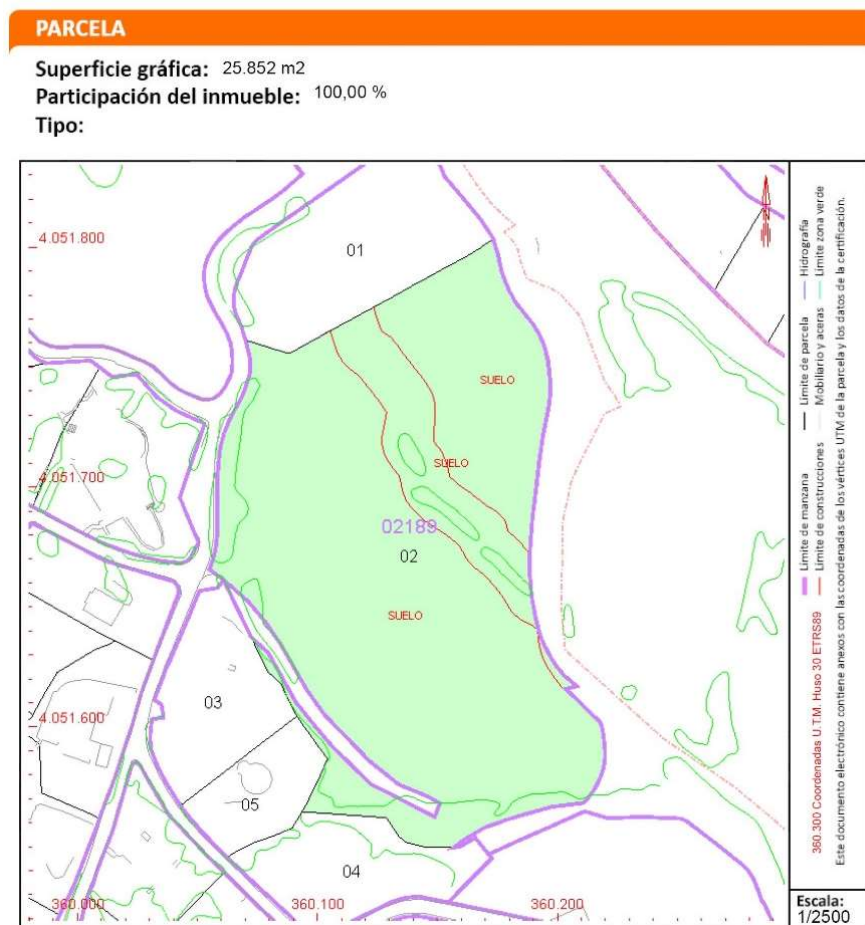 PARCELA
Superficie gráfica: 25.852 m2
Participación del inmueble: 100,00 %
Tipo:
4.051.800
01
SUELO
SUELO
4.051.700
02189
02
SUELO
03
4.051.600
05
04
360.000
360.100
360.200
360.300 Coordenadas U.T.M. Huso 30 ETRS89
Límite de manzana
Límite de parcela
Hidrografía
Límite de construcciones
Mobiliario y aceras
Límite zona verde
Este documento electrónico contiene anexos con las coordenadas de los vértices UTM de la parcela y los datos de la certificación.
Escala:
1/2500